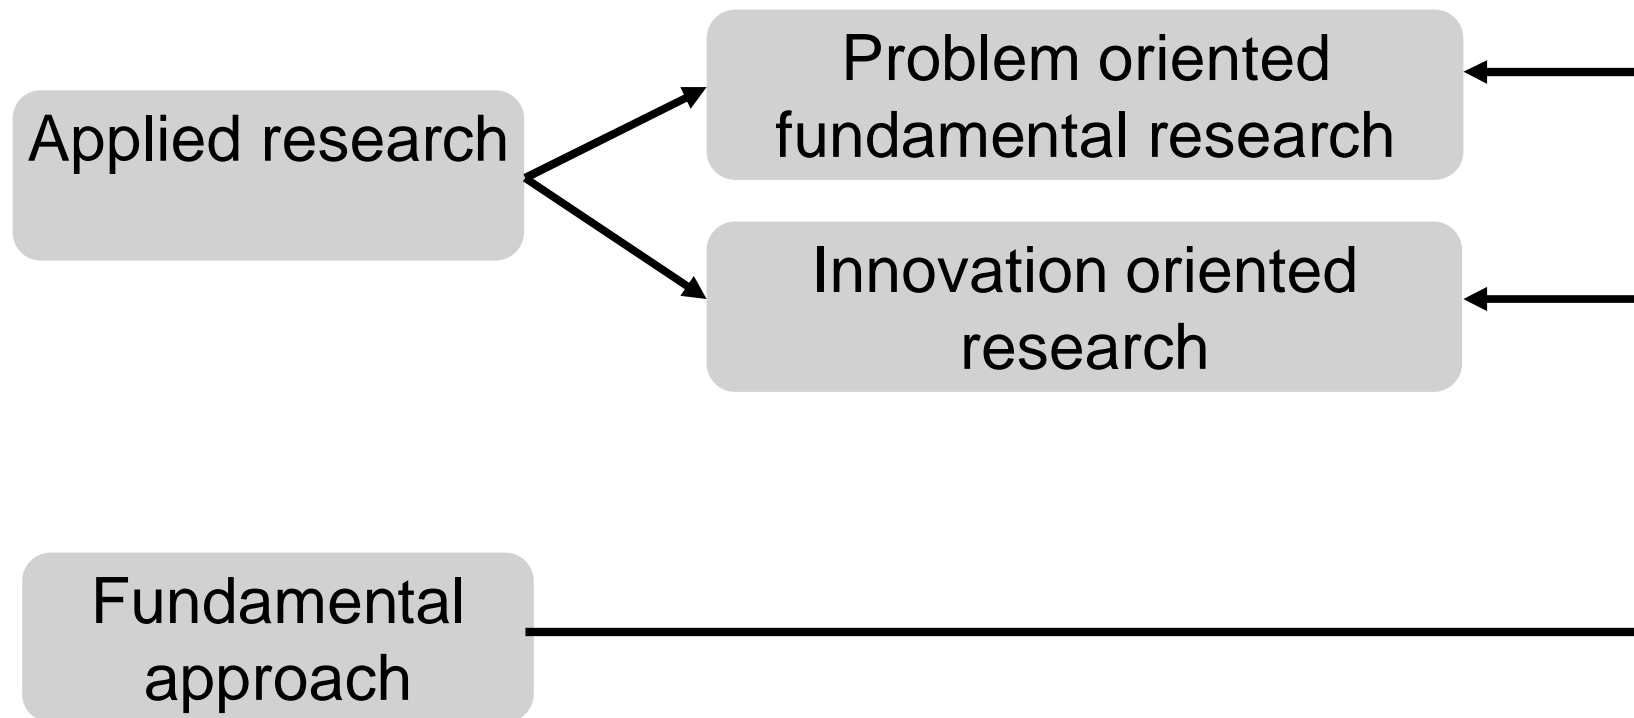 Applied research
Problem oriented
fundamental research
Innovation oriented
research
Fundamental
approach